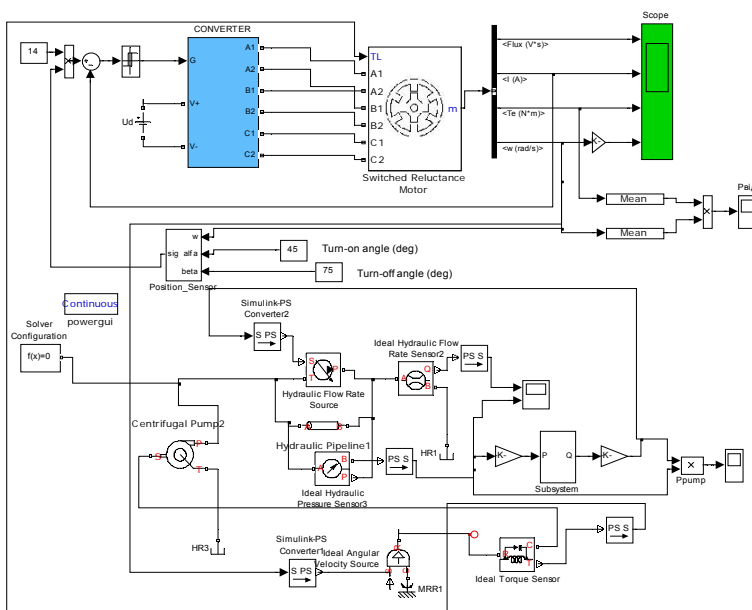 CONVERTER
14
G
V+
V-
Ud
A1
A2
B1
B2
C1
C2
TL
A1
A2
B1
B2
C1
C2
m
Switched Reluctance
Motor
<Flux (V*s)>
<I (A)>
<Te (N*m)>
<w (rad/s)>
K-
Scope
Mean
Mean
×
Pвід
w
sig alfa
beta
Position_Sensor
45
Turn-on angle (deg)
75
Turn-off angle (deg)
Continuous
powergui
Solver
Configuration
f(x)=0
Simulink-PS
Converter2
S PS
S
P
T
Hydraulic Flow Rate
Source
Ideal Hydraulic Flow
Rate Sensor2
A
Q
B
PS S
HR1
A
B
Hydraulic Pipeline1
A
B
P
Ideal Hydraulic
Pressure Sensor3
PS S
K-
P
Q
Subsystem
K-
×
Ppump
Centrifugal Pump2
S
P
T
HR3
Simulink-PS
Converter1
S PS
Ideal Angular
Velocity Source
R
S
C
MRR1
R
C
T
Ideal Torque Sensor
PS S